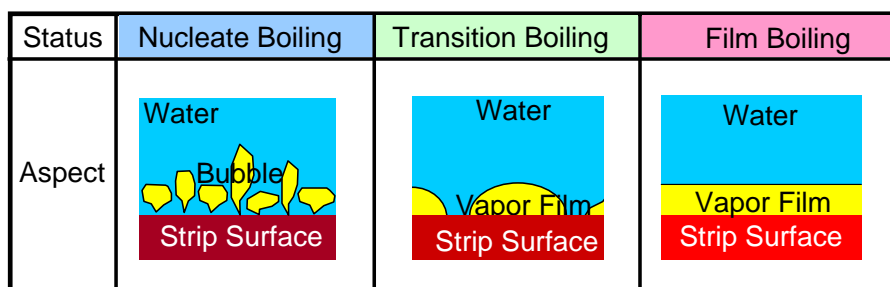 Status Nucleate Boiling Transition Boiling Film Boiling
Aspect
Water
Bubble
Strip Surface
Water
Vapor Film
Strip Surface
Water
Vapor Film
Strip Surface